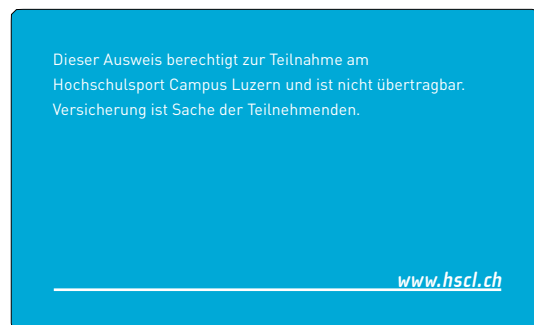 Dieser Ausweis berechtigt zur Teilnahme am
Hochschulsport Campus Luzern und ist nicht übertragbar.
Versicherung ist Sache der Teilnehmenden.
www.hscl.ch